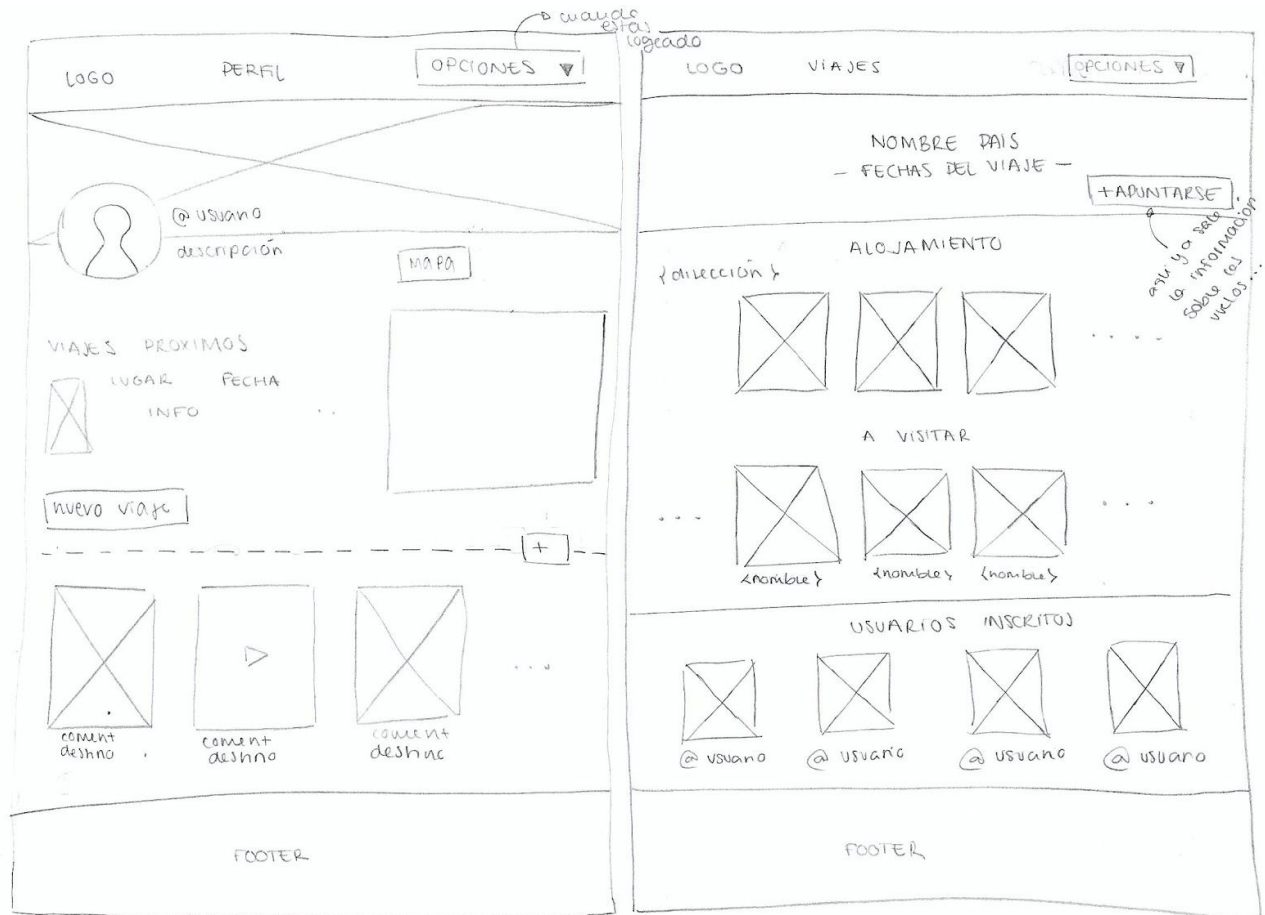 cuando
estás
logeado
LOGO PERFIL OPCIONES
@usuario
descripción
MAPA
VIAJES PROXIMOS
LUGAR FECHA
INFO ..
nuevo viaje
+
...
coment coment coment
destino destino destino
FOOTER
LOGO VIAJES OPCIONES
NOMBRE PAIS
- FECHAS DEL VIAJE -
+APUNTARSE
aquí ya sale
la información
sobre los
vuelos...
ALOJAMIENTO
{dirección}
....
A VISITAR
... ....
{nombre} {nombre} {nombre}
USUARIOS INSCRITOS
@usuario @usuario @usuario @usuario
FOOTER